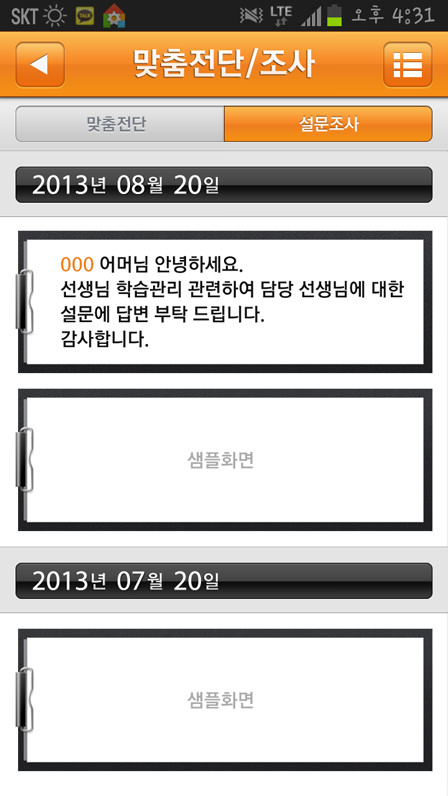 SKT TALK LTE 오후 4:31
맞춤전단/조사
맞춤전단 설문조사
2013년 08월 20일
000 어머님 안녕하세요.
선생님 학습관리 관련하여 담당 선생님에 대한
설문에 답변 부탁 드립니다.
감사합니다.
샘플화면
2013년 07월 20일
샘플화면